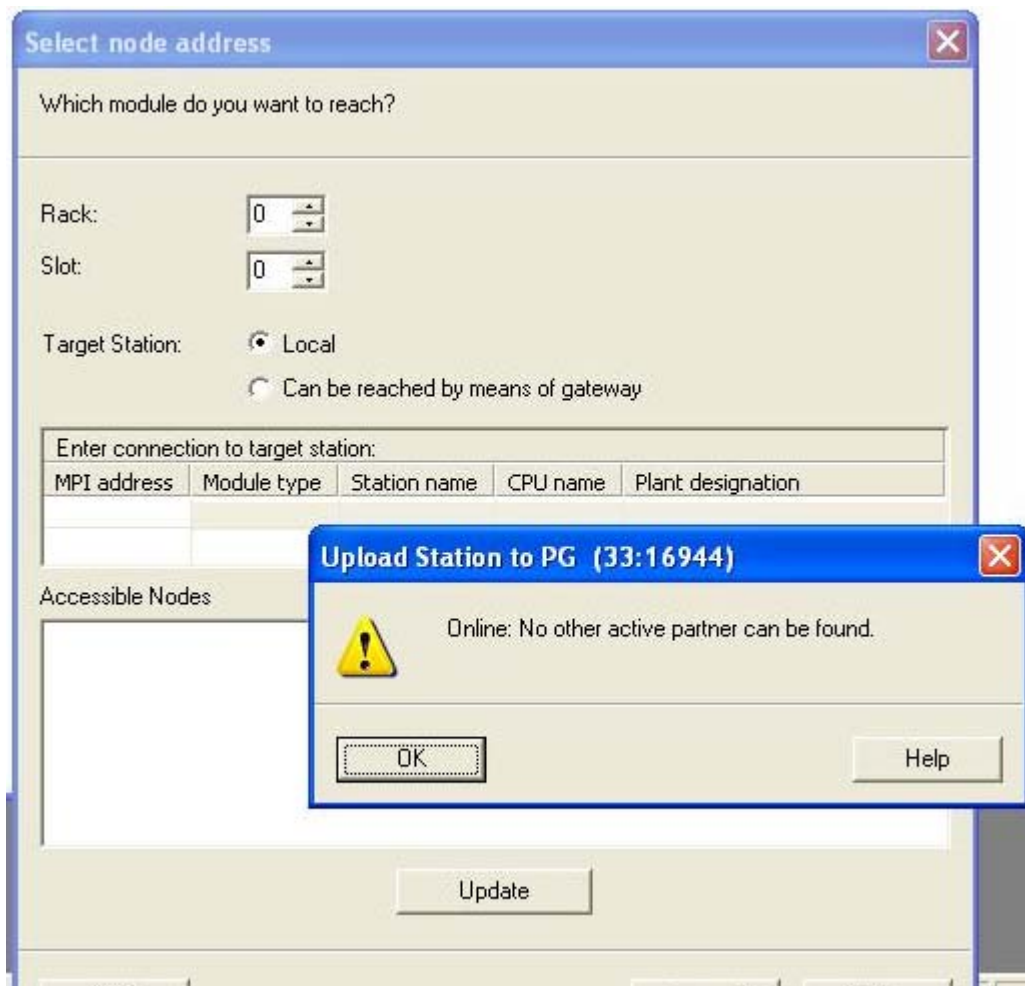 Select node address
Which module do you want to reach?
Rack: 0
Slot: 0
Target Station: Local
Can be reached by means of gateway
Enter connection to target station:
MPI address Module type Station name CPU name Plant designation
Upload Station to PG (33:16944)
Accessible Nodes
Online: No other active partner can be found.
OK Help
Update